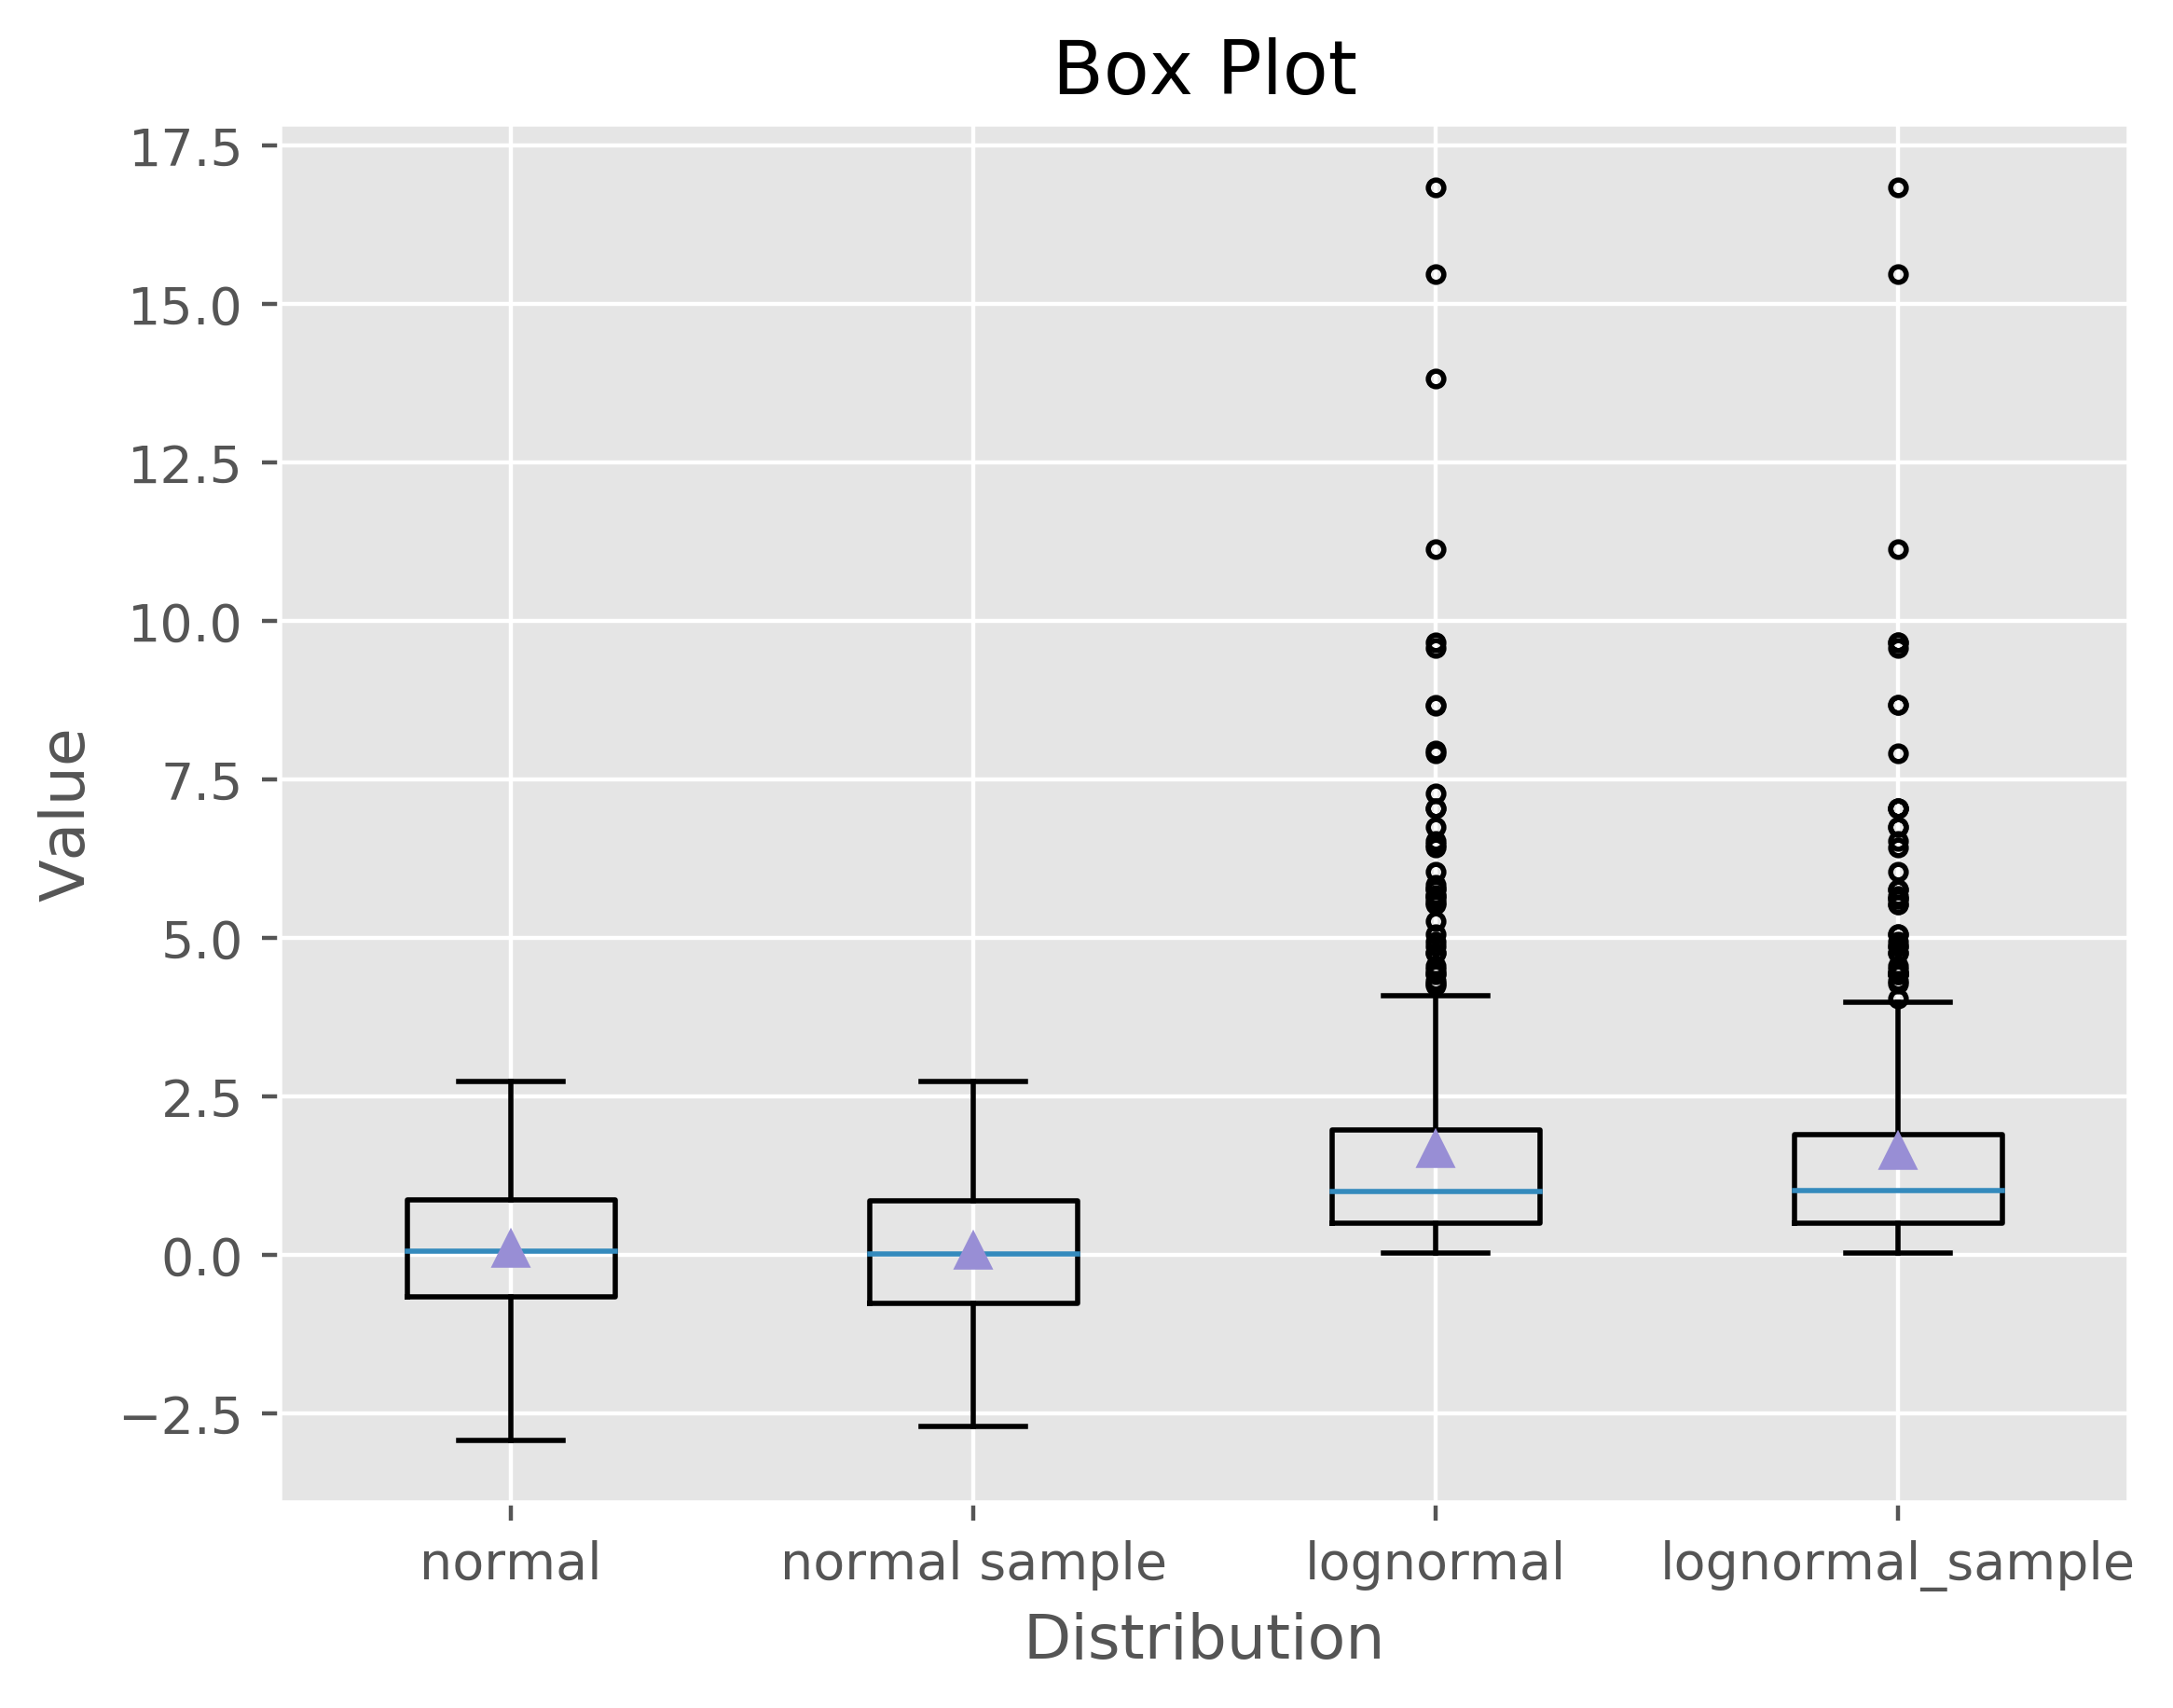 Box Plot
17.5
15.0
12.5
10.0
7.5
5.0
2.5
0.0
−2.5
Value
normal
normal sample
lognormal
lognormal_sample
Distribution